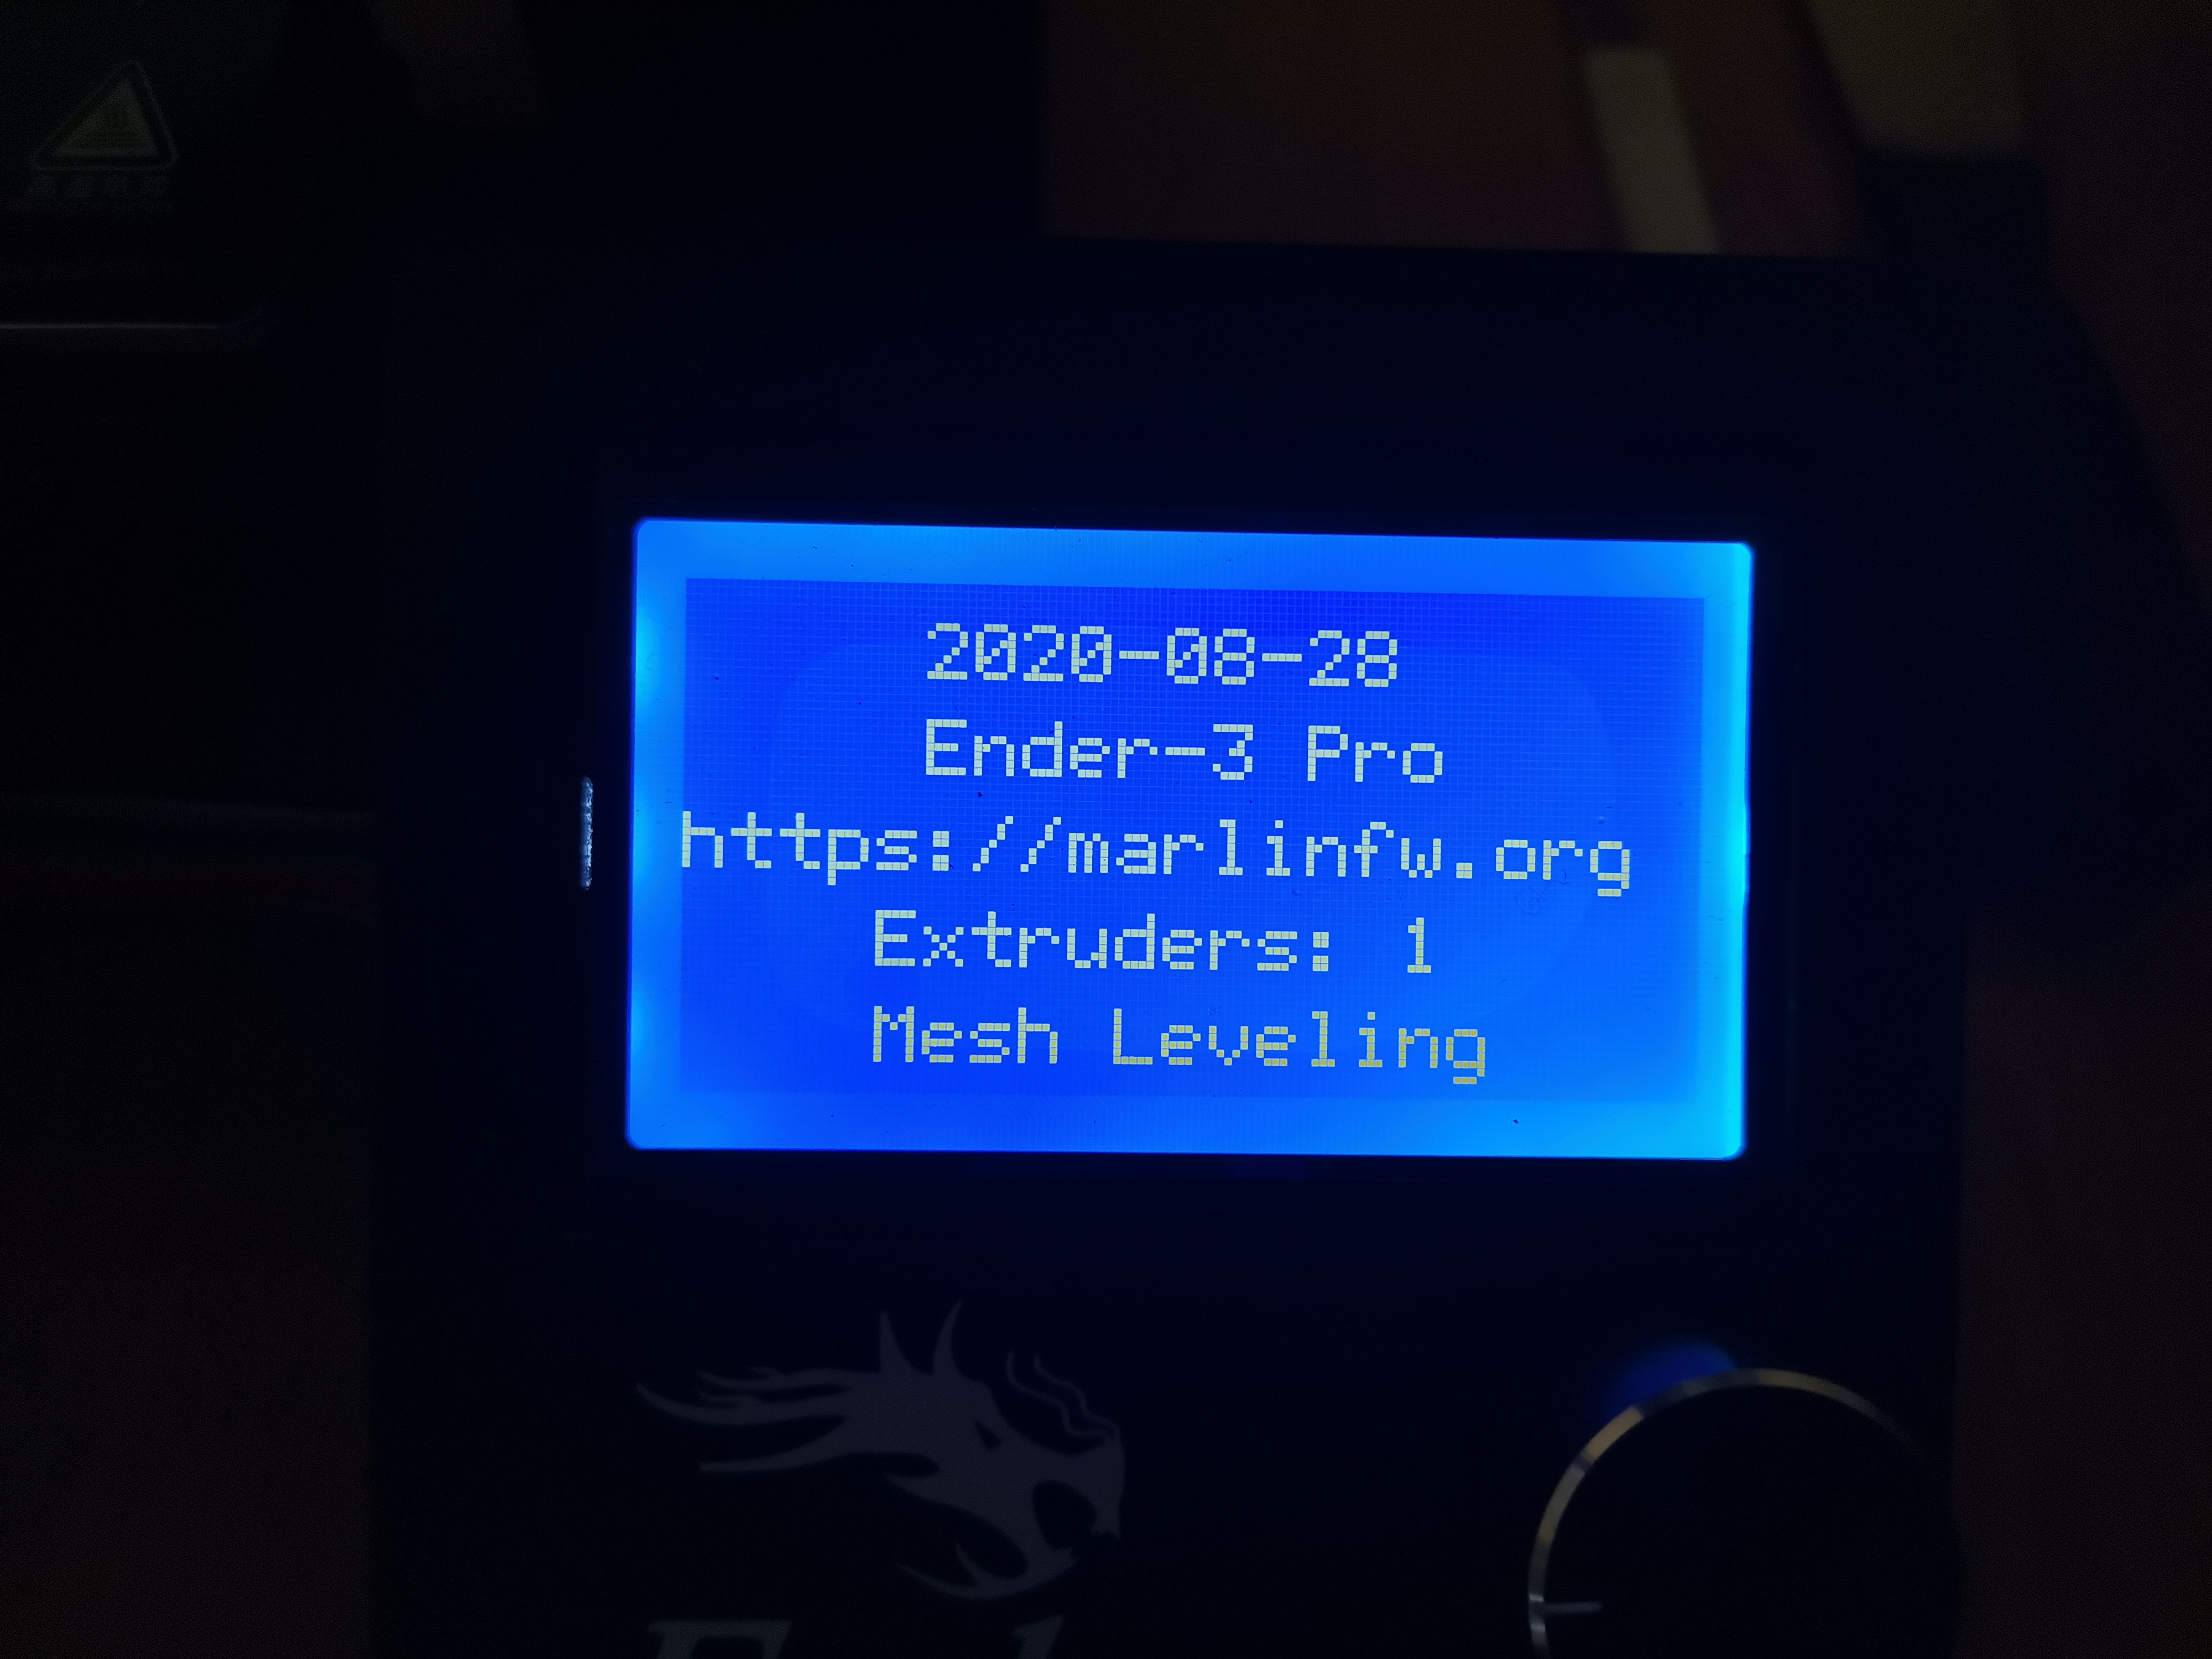 2020-08-28
Ender-3 Pro
https://marlinfw.org
Extruders: 1
Mesh Leveling